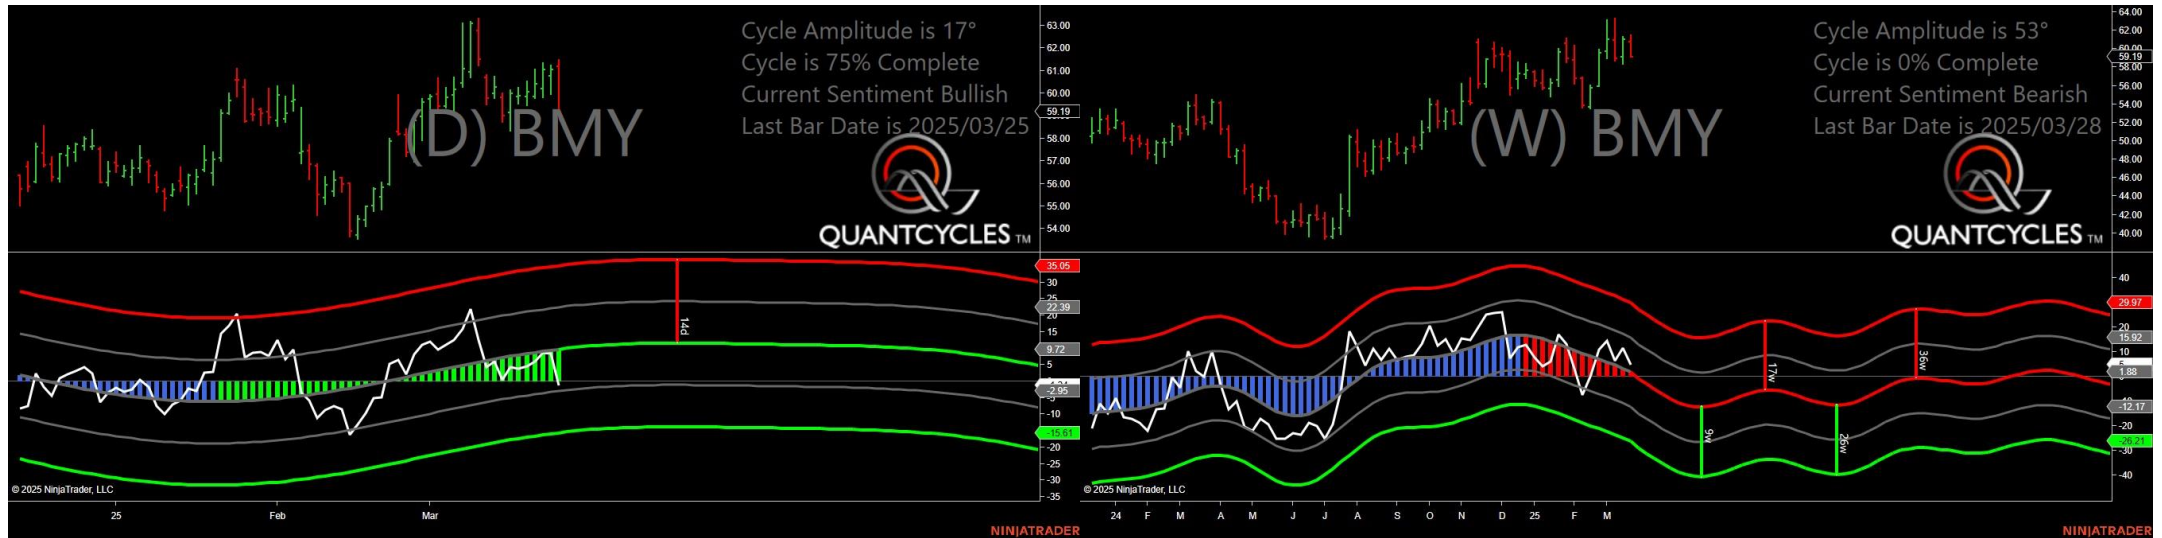 Cycle Amplitude is 17°
Cycle is 75% Complete
Current Sentiment Bullish
Last Bar Date is 2025/03/25
(D) BMY
QUANTCYCLES TM
63.00
62.00
61.00
60.00
59.19
58.00
57.00
56.00
55.00
54.00
35.05
30
25
22.39
20
15
9.72
5
-2.95
-5
-10
-15.61
-20
-25
-30
-35
14d
© 2025 NinjaTrader, LLC
25 Feb Mar
NINJATRADER
Cycle Amplitude is 53°
Cycle is 0% Complete
Current Sentiment Bearish
Last Bar Date is 2025/03/28
(W) BMY
QUANTCYCLES TM
64.00
62.00
60.00
59.19
58.00
56.00
54.00
52.00
50.00
48.00
46.00
44.00
42.00
40.00
40
29.97
20
15.92
10
1.88
-12.17
-20
-26.21
-30
-40
17w
36w
9w
26w
© 2025 NinjaTrader, LLC
24 F M A M J J A S O N D 25 F M
NINJATRADER